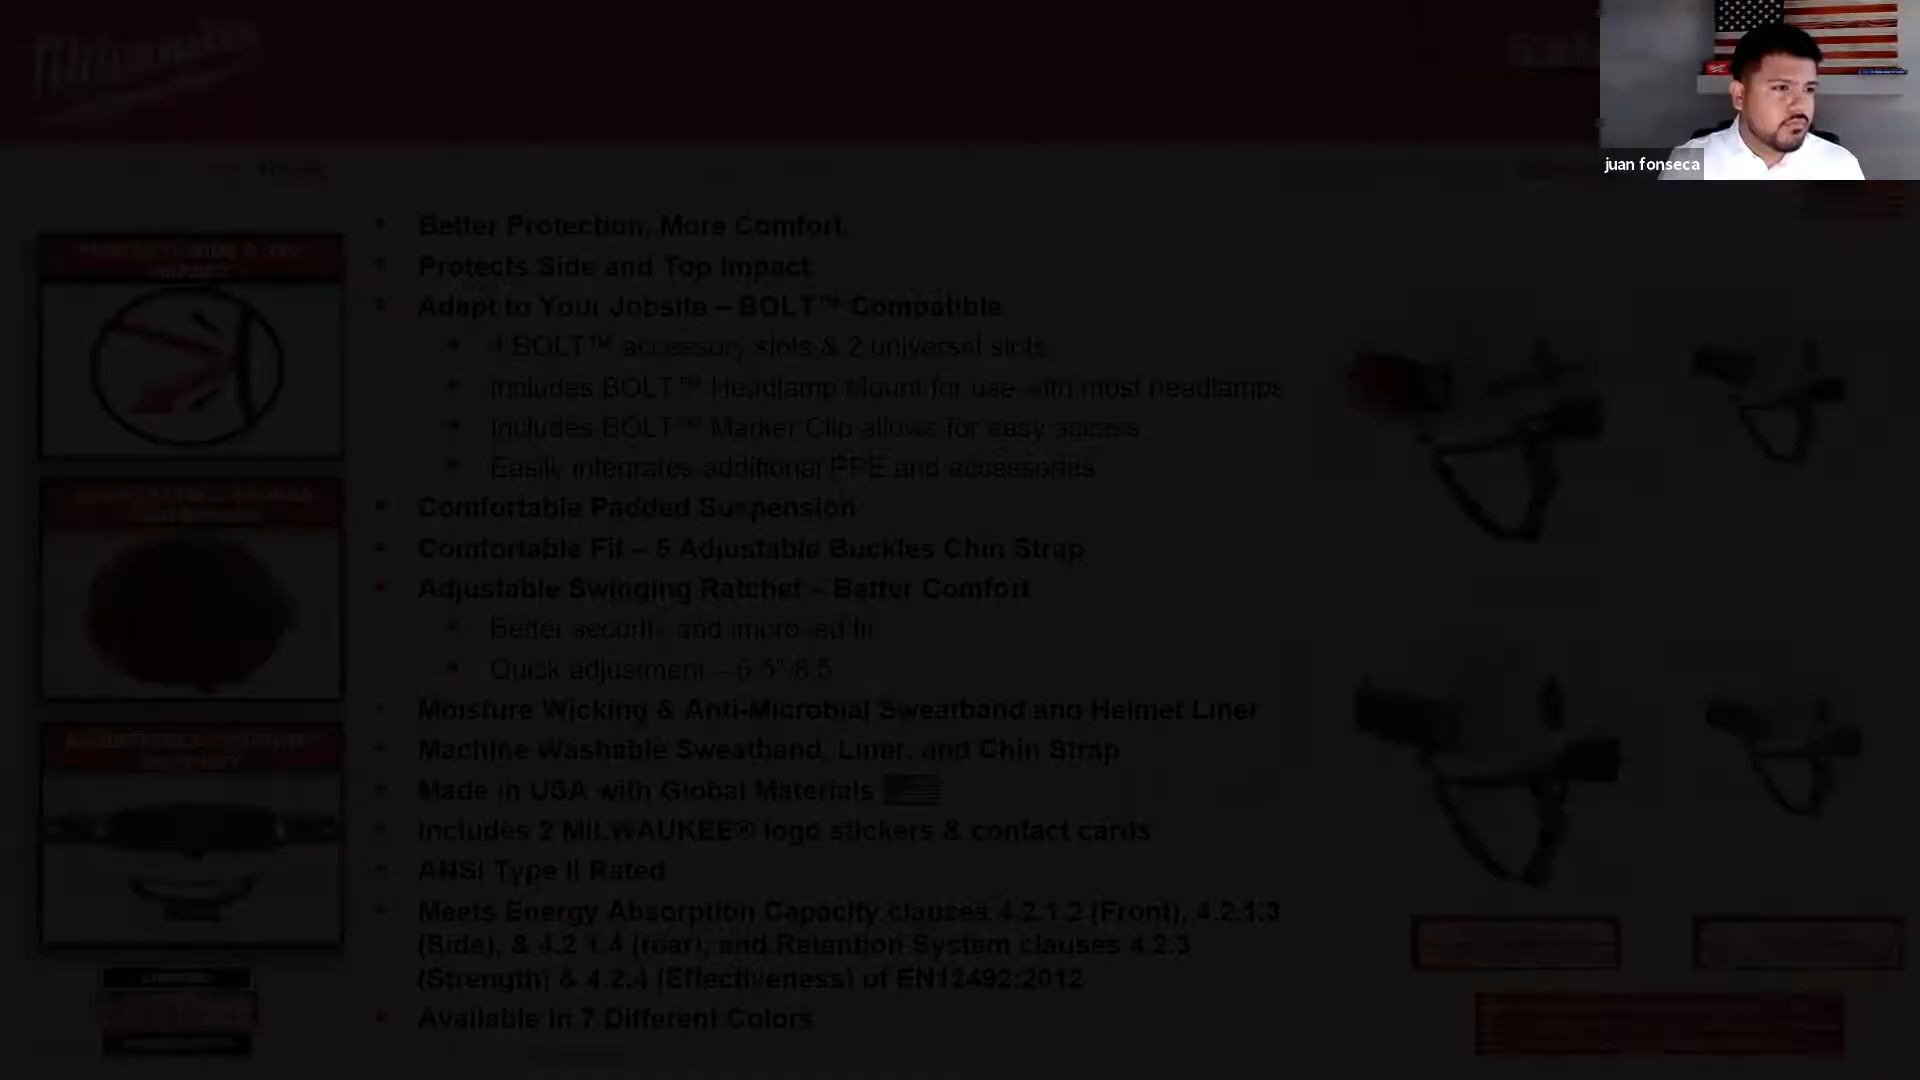 Milwaukee
juan fonseca
• Better Protection. More Comfort.
• Protects Side and Top Impact
• Adapt to Your Jobsite – BOLT™ Compatible
• 4 BOLT™ accessory slots & 2 universal slots
• Includes BOLT™ Headlamp Mount for use with most headlamps
• Includes BOLT™ Marker Clip allows for easy access
• Easily integrates additional PPE and accessories
• Comfortable Padded Suspension
• Comfortable Fit – 5 Adjustable Buckles Chin Strap
• Adjustable Swinging Ratchet – Better Comfort
• Better security and improved fit
• Quick adjustment – 6.5"-8.5
• Moisture Wicking & Anti-Microbial Sweatband and Helmet Liner
• Machine Washable Sweatband, Liner, and Chin Strap
• Made in USA with Global Materials
• Includes 2 MILWAUKEE® logo stickers & contact cards
• ANSI Type II Rated
• Meets Energy Absorption Capacity clauses 4.2.1.2 (Front), 4.2.1.3
(Side), & 4.2.1.4 (rear), and Retention System clauses 4.2.3
(Strength) & 4.2.4 (Effectiveness) of EN12492:2012
• Available in 7 Different Colors